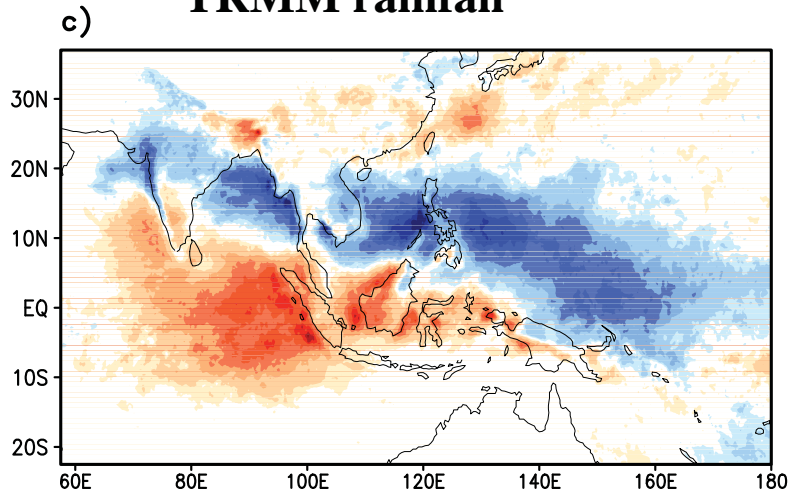 TRMM rainfall
c)
30N
20N
10N
EQ
10S
20S
60E 80E 100E 120E 140E 160E 180